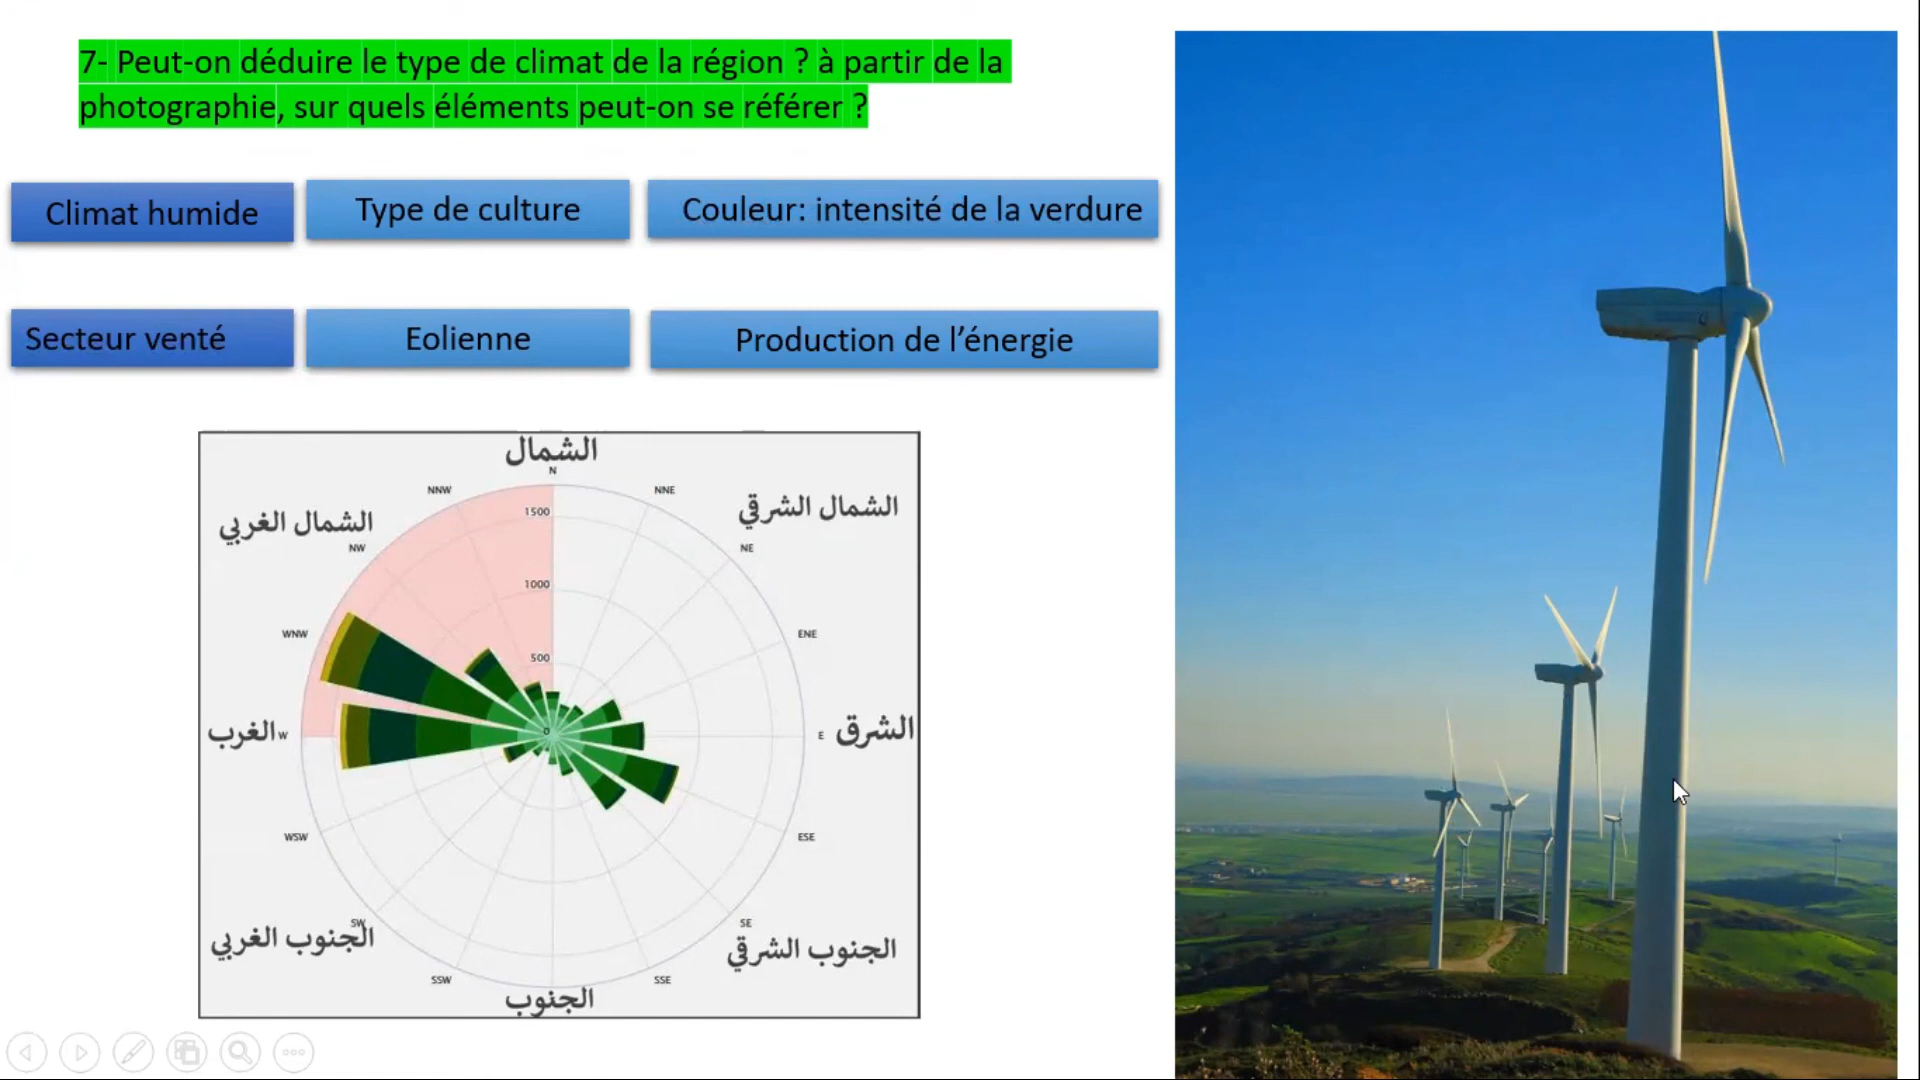 7- Peut-on déduire le type de climat de la région ? à partir de la
photographie, sur quels éléments peut-on se référer ?
Climat humide
Type de culture
Couleur: intensité de la verdure
Secteur venté
Eolienne
Production de l’énergie
الشمال
N
NNW
NNE
الشمال الغربي
الشمال الشرقي
1500
NW
NE
1000
WNW
ENE
500
الغرب
W
0
E
الشرق
WSW
ESE
SW
SE
الجنوب الغربي
الجنوب الشرقي
SSW
SSE
الجنوب